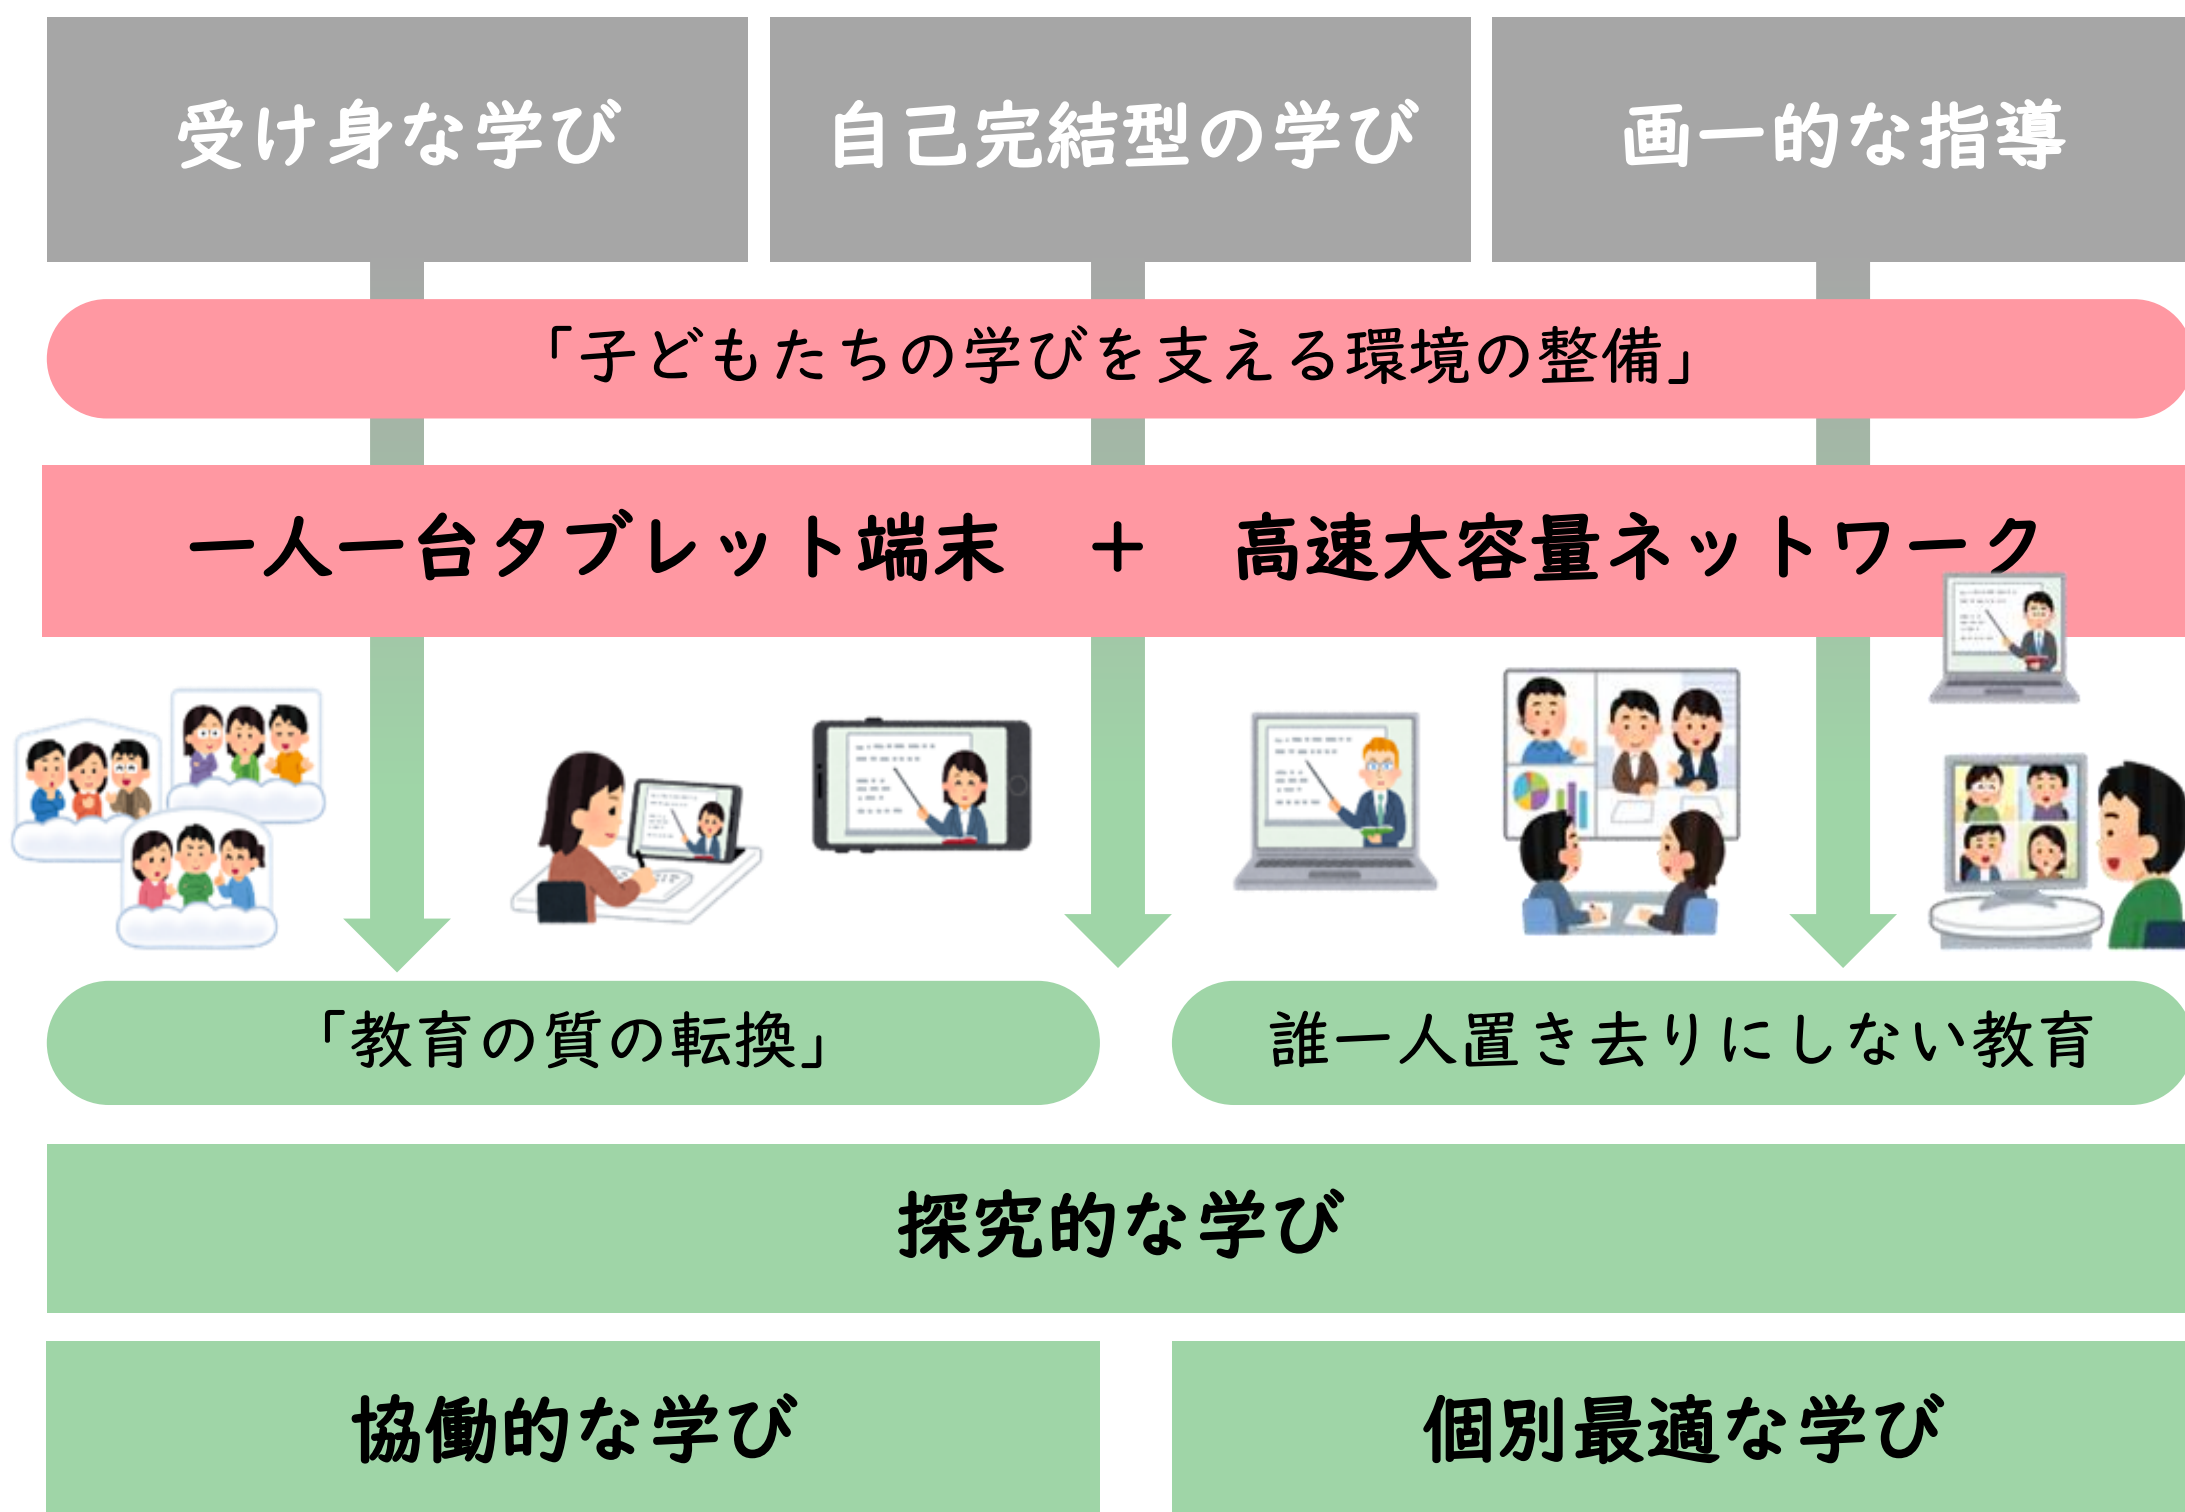 受け身な学び
自己完結型の学び
画一的な指導
「子どもたちの学びを支える環境の整備」
一人一台タブレット端末　＋　高速大容量ネットワーク
「教育の質の転換」
誰一人置き去りにしない教育
探究的な学び
協働的な学び
個別最適な学び